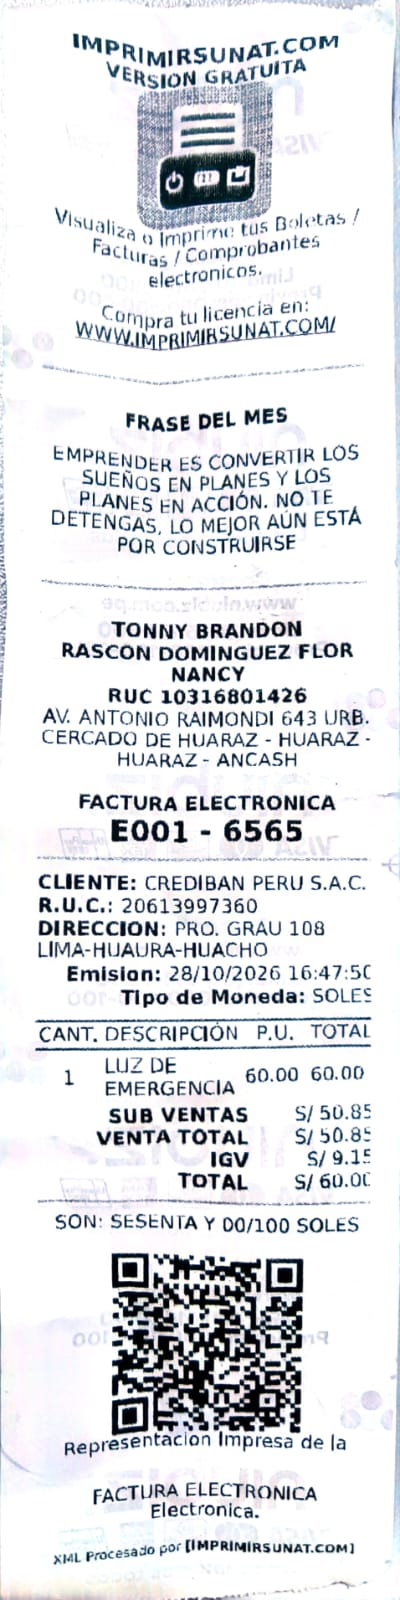 IMPRIMIRSUNAT.COM
VERSION GRATUITA
Visualiza o Imprime tus Boletas /
Facturas / Comprobantes
electronicos.
Compra tu licencia en:
WWW.IMPRIMIRSUNAT.COM/
FRASE DEL MES
EMPRENDER ES CONVERTIR LOS
SUEÑOS EN PLANES Y LOS
PLANES EN ACCIÓN. NO TE
DETENGAS, LO MEJOR AÚN ESTÁ
POR CONSTRUIRSE
TONNY BRANDON
RASCON DOMINGUEZ FLOR
NANCY
RUC 10316801426
AV. ANTONIO RAIMONDI 643 URB.
CERCADO DE HUARAZ - HUARAZ -
HUARAZ - ANCASH
FACTURA ELECTRONICA
E001 - 6565
CLIENTE: CREDIBAN PERU S.A.C.
R.U.C.: 20613997360
DIRECCION: PRO. GRAU 108
LIMA-HUAURA-HUACHO
Emision: 28/10/2026 16:47:50
Tipo de Moneda: SOLES
CANT. DESCRIPCIÓN P.U. TOTAL
1 LUZ DE EMERGENCIA 60.00 60.00
SUB VENTAS S/ 50.85
VENTA TOTAL S/ 50.85
IGV S/ 9.15
TOTAL S/ 60.00
SON: SESENTA Y 00/100 SOLES
Representación Impresa de la
FACTURA ELECTRONICA
Electronica.
XML Procesado por [IMPRIMIRSUNAT.COM]